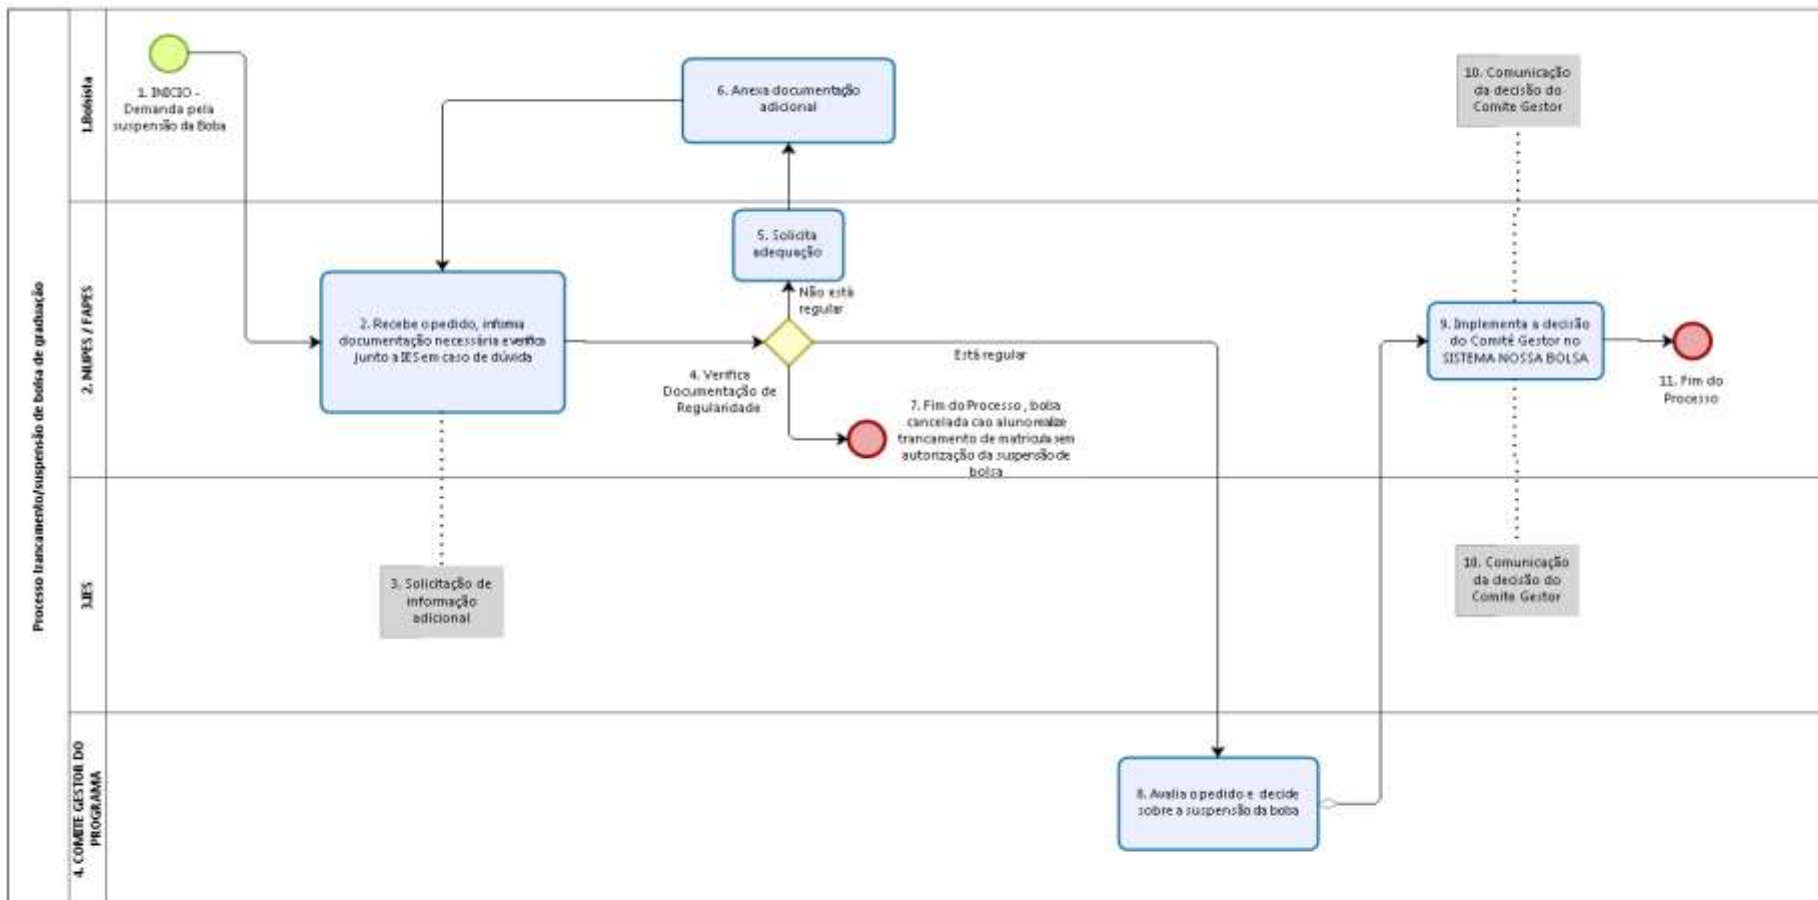 Processo trancamento/suspensão de bolsa de graduação
1.Bolsista
1. INICIO -
Demanda pela
suspensão da Bolsa
6. Anexa documentação
adicional
10. Comunicação
da decisão do
Comite Gestor
2. NUPES / FAPES
5. Solicita
adequação
Não está
regular
2. Recebe o pedido, informa
documentação necessária e verifica
junto a IES em caso de dúvida
4. Verifica
Documentação de
Regularidade
Está regular
7. Fim do Processo , bolsa
cancelada cao aluno realize
trancamento de matricula sem
autorização da suspensão de
bolsa
9. Implementa a decisão
do Comitê Gestor no
SISTEMA NOSSA BOLSA
11. Fim do
Processo
3.IES
3. Solicitação de
informação
adicional
10. Comunicação
da decisão do
Comite Gestor
4. COMITE GESTOR DO
PROGRAMA
8. Avalia o pedido e decide
sobre a suspensão da bolsa